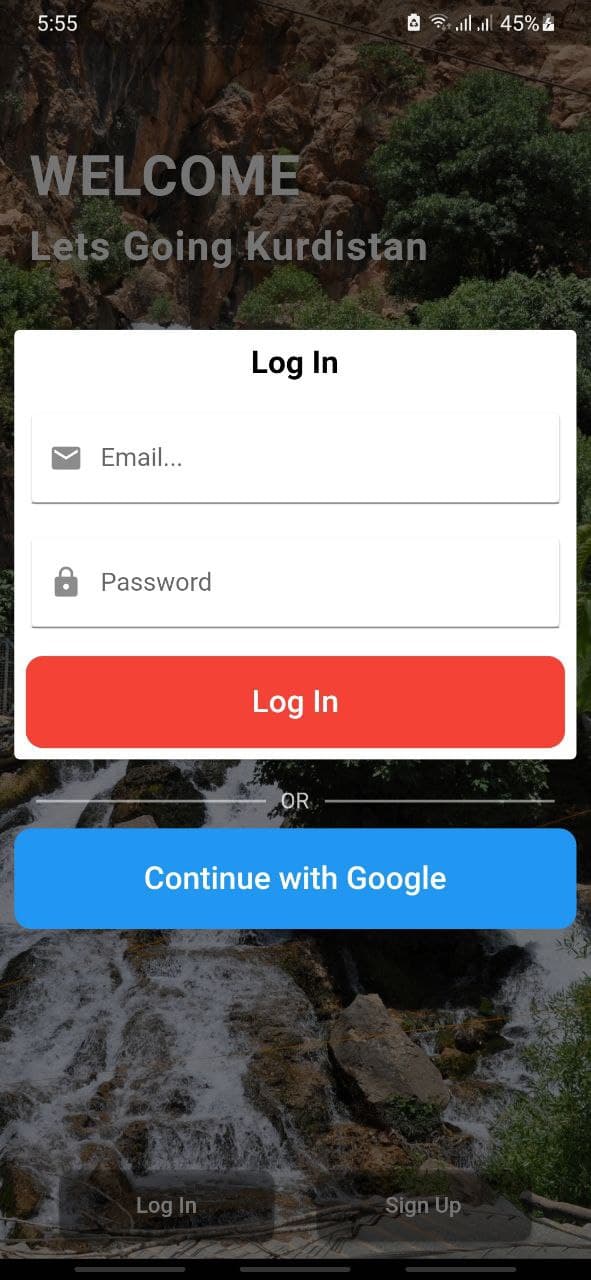 5:55 45%
WELCOME
Lets Going Kurdistan
Log In
Email...
Password
Log In
OR
Continue with Google
Log In Sign Up